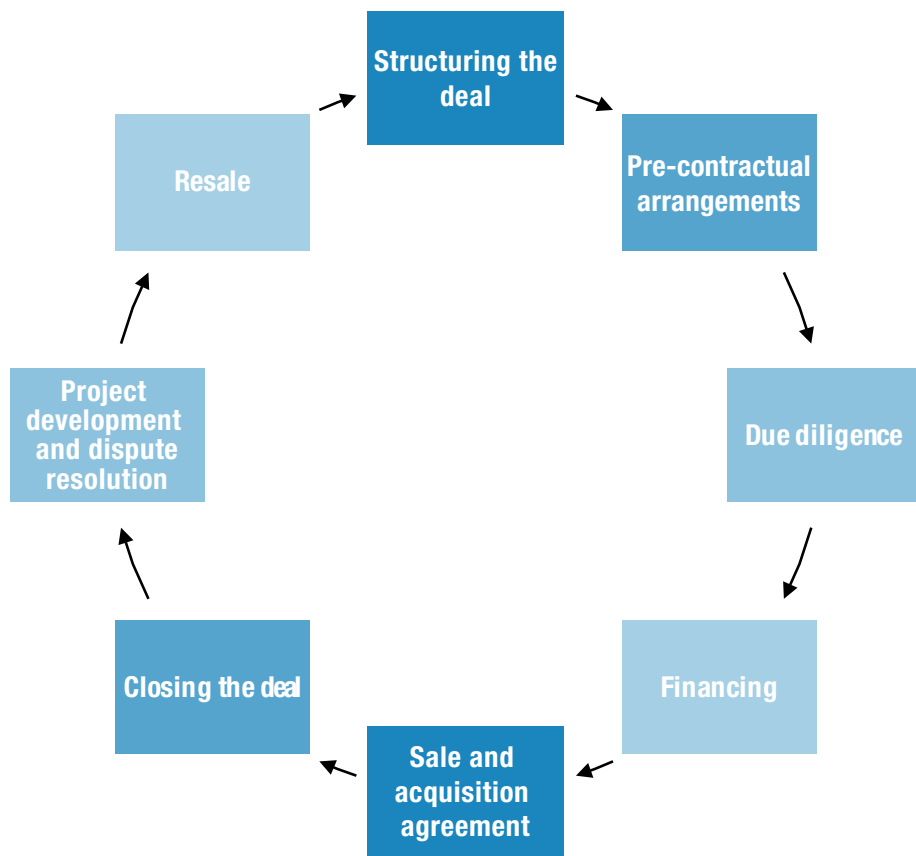 Structuring the
deal
Pre-contractual
arrangements
Due diligence
Financing
Sale and
acquisition
agreement
Closing the deal
Project
development
and dispute
resolution
Resale